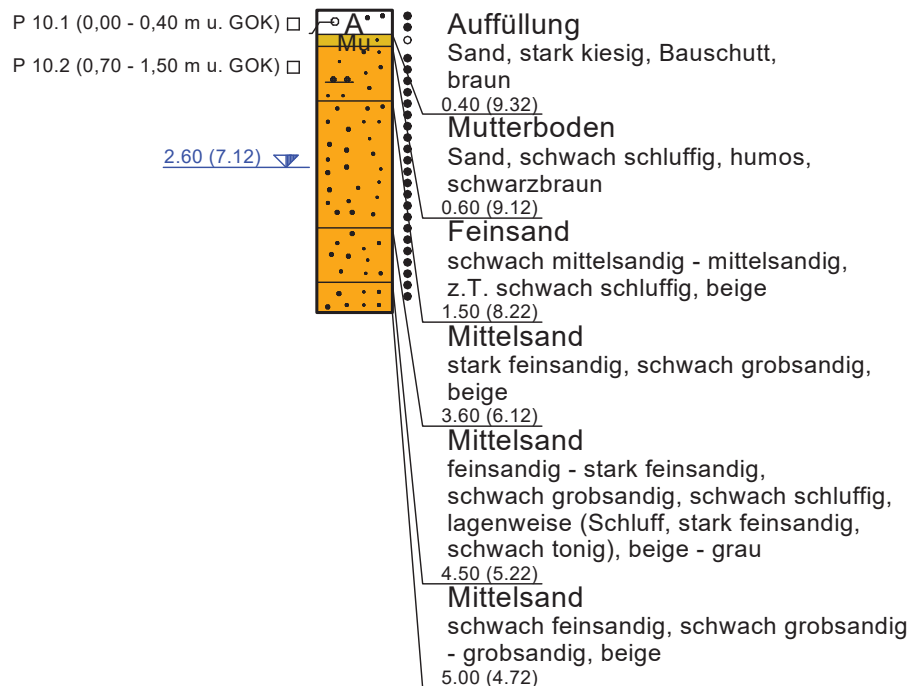 P 10.1 (0,00 - 0,40 m u. GOK)
P 10.2 (0,70 - 1,50 m u. GOK)
2.60 (7.12)
A
Mu
Auffüllung
Sand, stark kiesig, Bauschutt,
braun
0.40 (9.32)
Mutterboden
Sand, schwach schluffig, humos,
schwarzbraun
0.60 (9.12)
Feinsand
schwach mittelsandig - mittelsandig,
z.T. schwach schluffig, beige
1.50 (8.22)
Mittelsand
stark feinsandig, schwach grobsandig,
beige
3.60 (6.12)
Mittelsand
feinsandig - stark feinsandig,
schwach grobsandig, schwach schluffig,
lagenweise (Schluff, stark feinsandig,
schwach tonig), beige - grau
4.50 (5.22)
Mittelsand
schwach feinsandig, schwach grobsandig
- grobsandig, beige
5.00 (4.72)